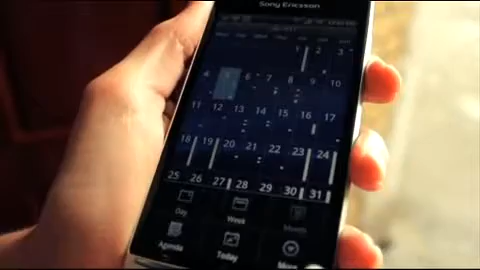 Sony Ericsson
1 2 3
4 5 6 7 8 9 10
11 12 13 14 15 16 17
18 19 20 21 22 23 24
25 26 27 28 29 30 31
Day Week Month
Agenda Today More